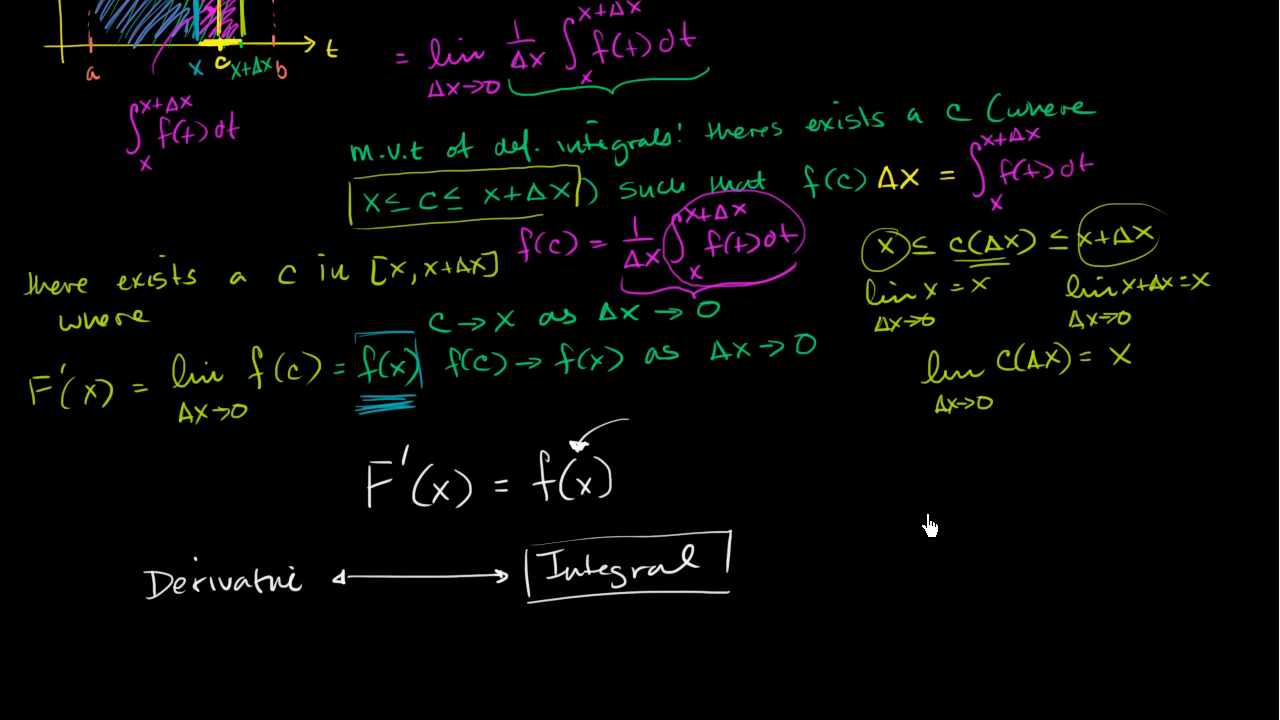 a x c x+Δx b t
∫ₓ^(x+Δx) f(t) dt
= lim Δx→0 1/Δx ∫ₓ^(x+Δx) f(t) dt
m.v.t of def. integrals: theres exists a c (where
x ≤ c ≤ x+Δx) such that f(c) Δx = ∫ₓ^(x+Δx) f(t) dt
f(c) = 1/Δx ∫ₓ^(x+Δx) f(t) dt
there exists a c in [x, x+Δx]
where
c → x as Δx → 0
F'(x) = lim Δx→0 f(c) = f(x) f(c) → f(x) as Δx → 0
x ≤ c(Δx) ≤ x+Δx
lim Δx→0 x = x lim Δx→0 x+Δx = x
lim Δx→0 c(Δx) = x
F'(x) = f(x)
Derivative ↔ Integral